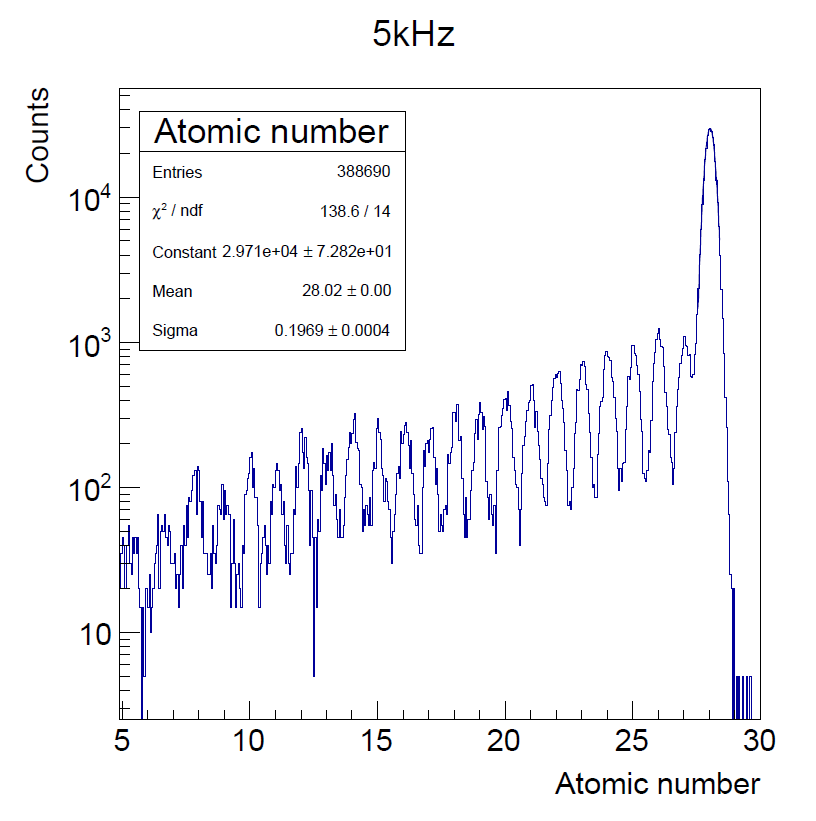 5kHz
Counts
Atomic number
Entries 388690
χ² / ndf 138.6 / 14
Constant 2.971e+04 ± 7.282e+01
Mean 28.02 ± 0.00
Sigma 0.1969 ± 0.0004
10⁴
10³
10²
10
5 10 15 20 25 30
Atomic number